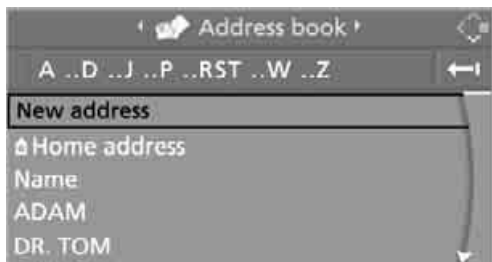 Address book
A ..D ..J ..P ..RST ..W ..Z
New address
Home address
Name
ADAM
DR. TOM